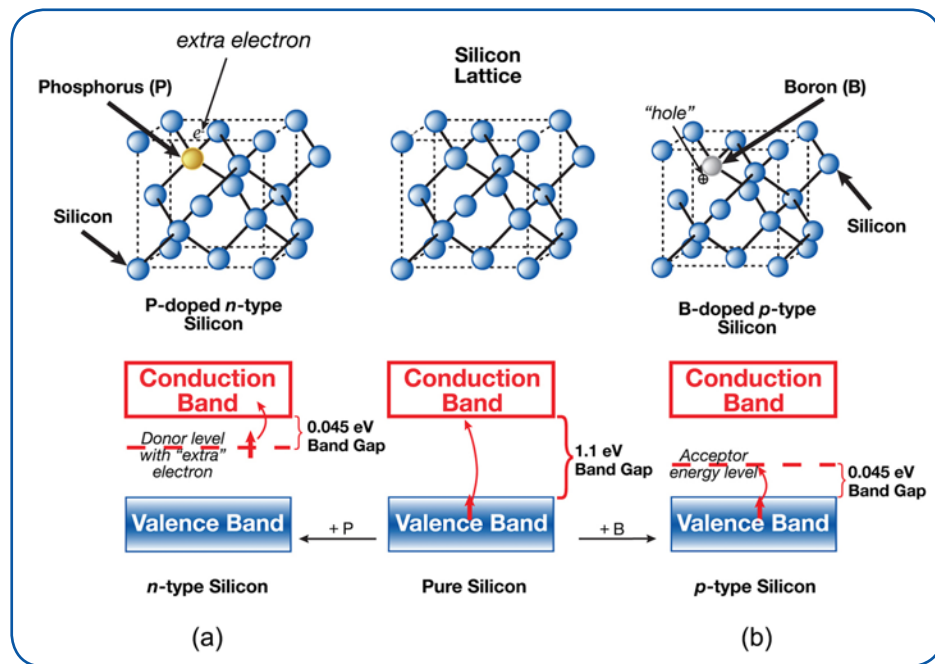 extra electron
Phosphorus (P)
e-
Silicon
P-doped n-type
Silicon
Silicon
Lattice
"hole"
Boron (B)
⊕
Silicon
B-doped p-type
Silicon
Conduction
Band
0.045 eV
Band Gap
Donor level
with "extra"
electron
Valence Band
+ P
n-type Silicon
(a)
Conduction
Band
1.1 eV
Band Gap
Valence Band
+ B
Pure Silicon
Conduction
Band
Acceptor
energy level
0.045 eV
Band Gap
Valence Band
p-type Silicon
(b)